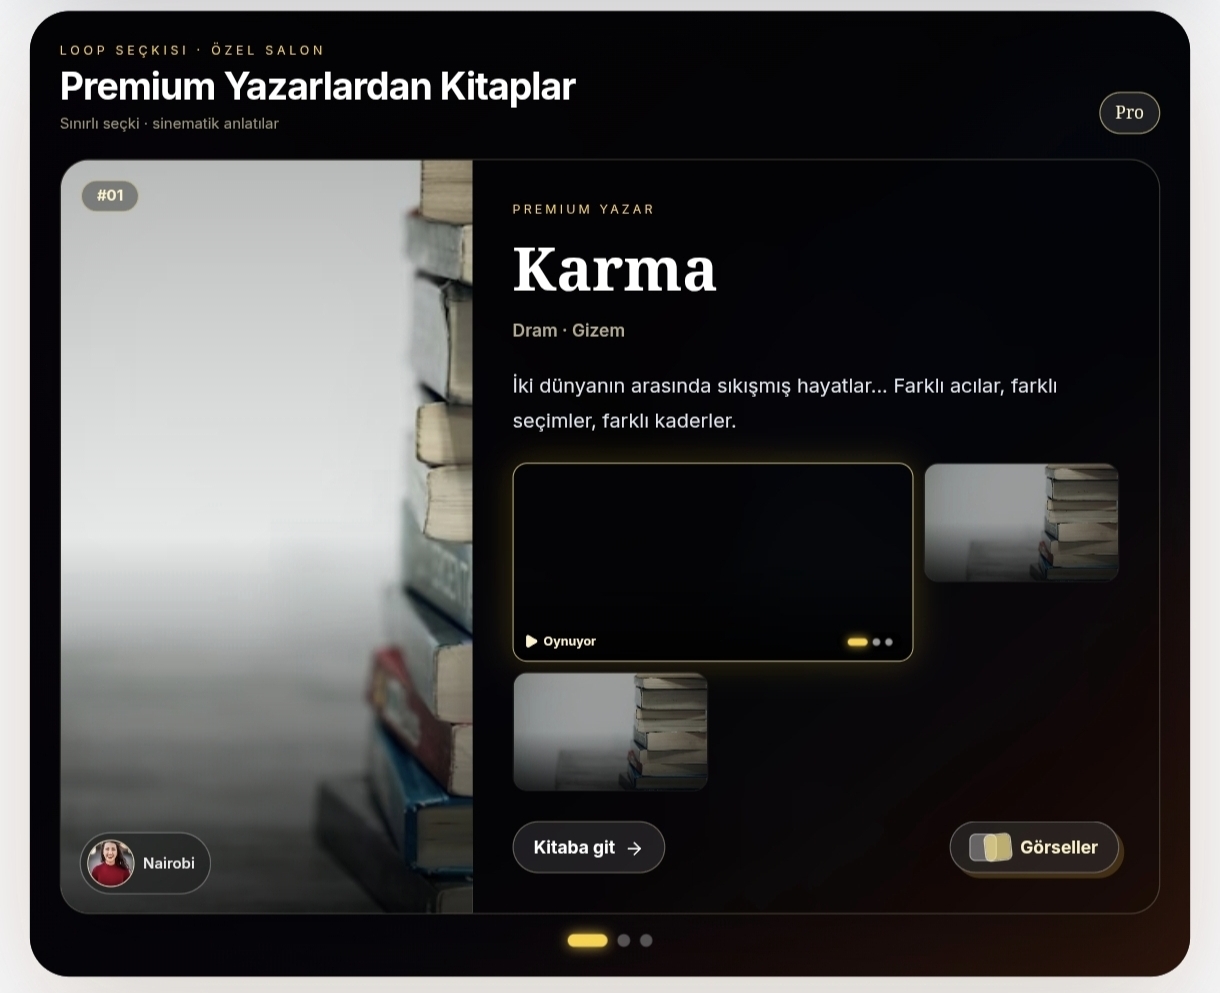 LOOP SEÇKISI · ÖZEL SALON
Premium Yazarlardan Kitaplar
Sınırlı seçki · sinematik anlatılar
Pro
#01
PREMIUM YAZAR
Karma
Dram · Gizem
İki dünyanın arasında sıkışmış hayatlar... Farklı acılar, farklı
seçimler, farklı kaderler.
Oynuyor
Nairobi
Kitaba git →
Görseller